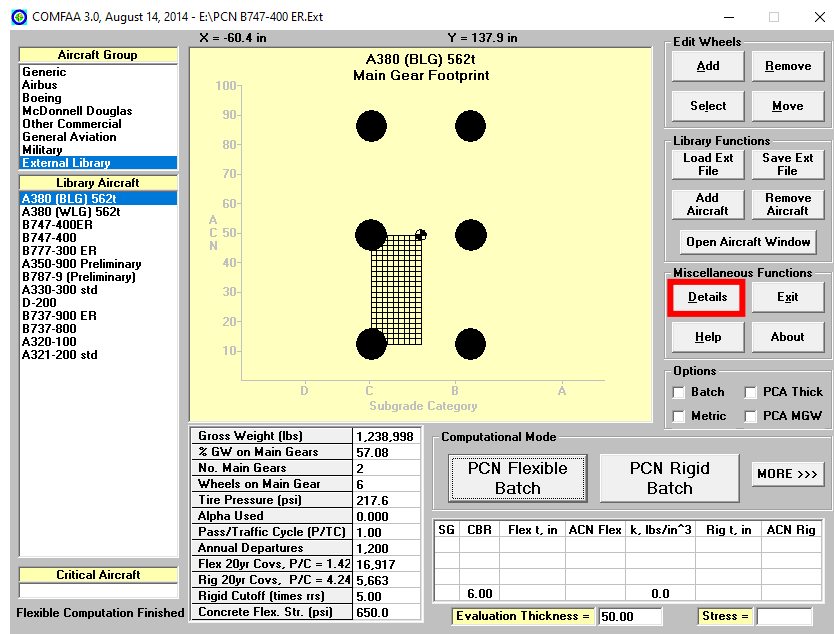 COMFAA 3.0, August 14, 2014 - E:\PCN B747-400 ER.Ext
X = -60.4 in
Y = 137.9 in
Aircraft Group
Generic
Airbus
Boeing
McDonnell Douglas
Other Commercial
General Aviation
Military
External Library
Library Aircraft
A380 (BLG) 562t
A380 (WLG) 562t
B747-400ER
B747-400
B777-300 ER
A350-900 Preliminary
B787-9 (Preliminary)
A330-300 std
D-200
B737-900 ER
B737-800
A320-100
A321-200 std
Critical Aircraft
Flexible Computation Finished
A380 (BLG) 562t
Main Gear Footprint
100
90
80
70
60
A C N
50
40
30
20
10
D C B A
Subgrade Category
Gross Weight (lbs) 1,238,998
% GW on Main Gears 57.08
No. Main Gears 2
Wheels on Main Gear 6
Tire Pressure (psi) 217.6
Alpha Used 0.000
Pass/Traffic Cycle (P/TC) 1.00
Annual Departures 1,200
Flex 20yr Covs, P/C = 1.42 16,917
Rig 20yr Covs, P/C = 4.24 5,663
Rigid Cutoff (times rrs) 5.00
Concrete Flex. Str. (psi) 650.0
Edit Wheels
Add Remove
Select Move
Library Functions
Load Ext File Save Ext File
Add Aircraft Remove Aircraft
Open Aircraft Window
Miscellaneous Functions
Details Exit
Help About
Options
Batch PCA Thick
Metric PCA MGW
Computational Mode
PCN Flexible Batch
PCN Rigid Batch
MORE >>>
SG CBR Flex t, in ACN Flex k, lbs/in^3 Rig t, in ACN Rig
6.00 0.0
Evaluation Thickness = 50.00 Stress =